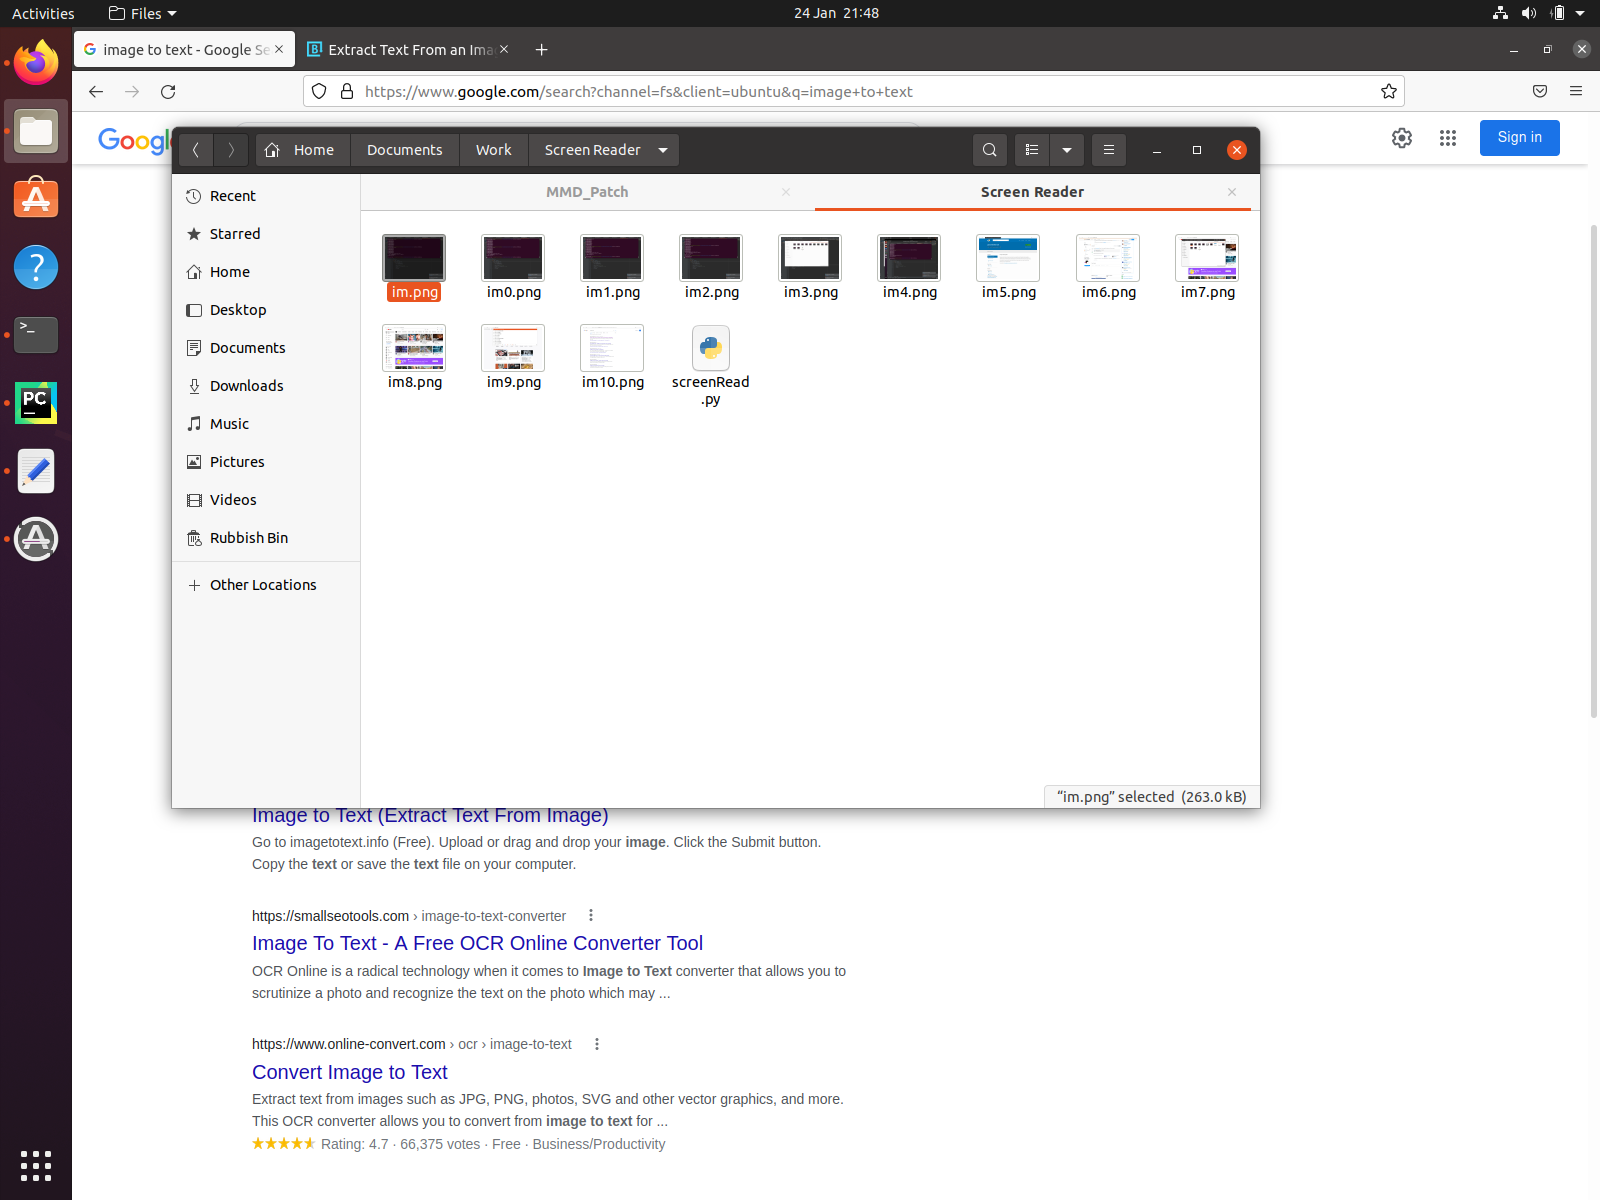 Activities
Files
24 Jan 21:48
image to text - Google Se
Extract Text From an Ima
https://www.google.com/search?channel=fs&client=ubuntu&q=image+to+text
Google
Sign in
Home
Documents
Work
Screen Reader
MMD_Patch
Screen Reader
Recent
Starred
Home
Desktop
Documents
Downloads
Music
Pictures
Videos
Rubbish Bin
Other Locations
im.png
im0.png
im1.png
im2.png
im3.png
im4.png
im5.png
im6.png
im7.png
im8.png
im9.png
im10.png
screenRead
.py
"im.png" selected (263.0 kB)
Image to Text (Extract Text From Image)
Go to imagetotext.info (Free). Upload or drag and drop your image. Click the Submit button.
Copy the text or save the text file on your computer.
https://smallseotools.com › image-to-text-converter
Image To Text - A Free OCR Online Converter Tool
OCR Online is a radical technology when it comes to Image to Text converter that allows you to
scrutinize a photo and recognize the text on the photo which may ...
https://www.online-convert.com › ocr › image-to-text
Convert Image to Text
Extract text from images such as JPG, PNG, photos, SVG and other vector graphics, and more.
This OCR converter allows you to convert from image to text for ...
Rating: 4.7 · 66,375 votes · Free · Business/Productivity